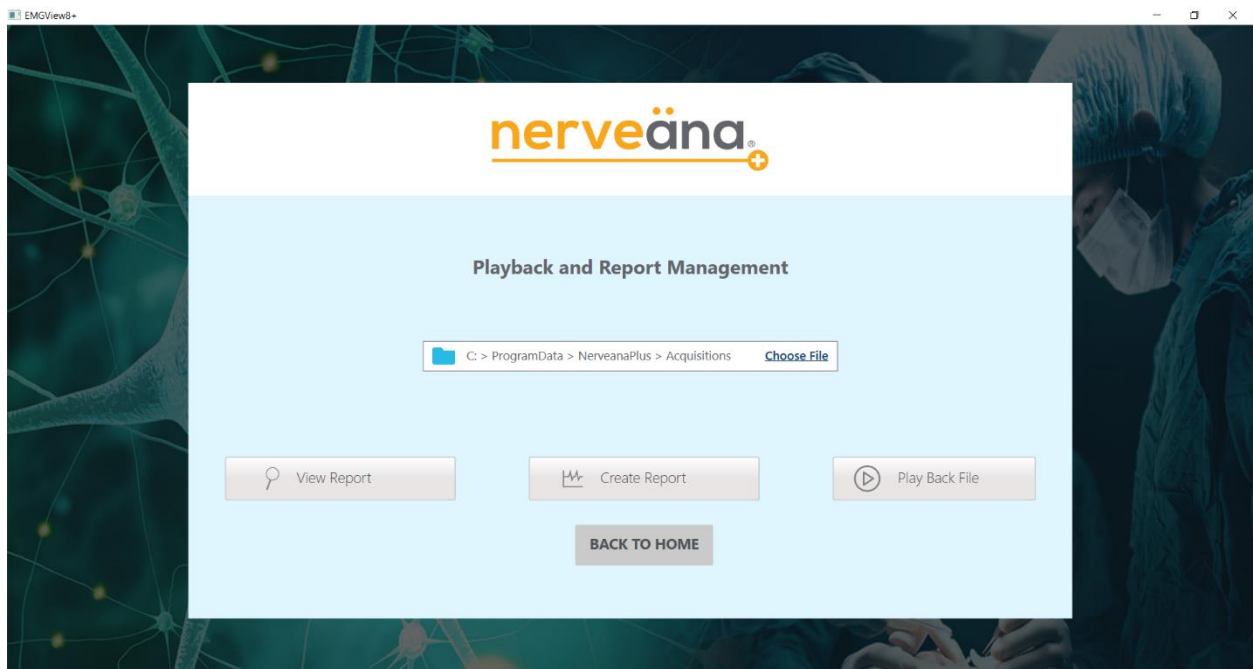 EMGView8+
nerveäna®
Playback and Report Management
C: > ProgramData > NerveanaPlus > Acquisitions Choose File
View Report Create Report Play Back File
BACK TO HOME